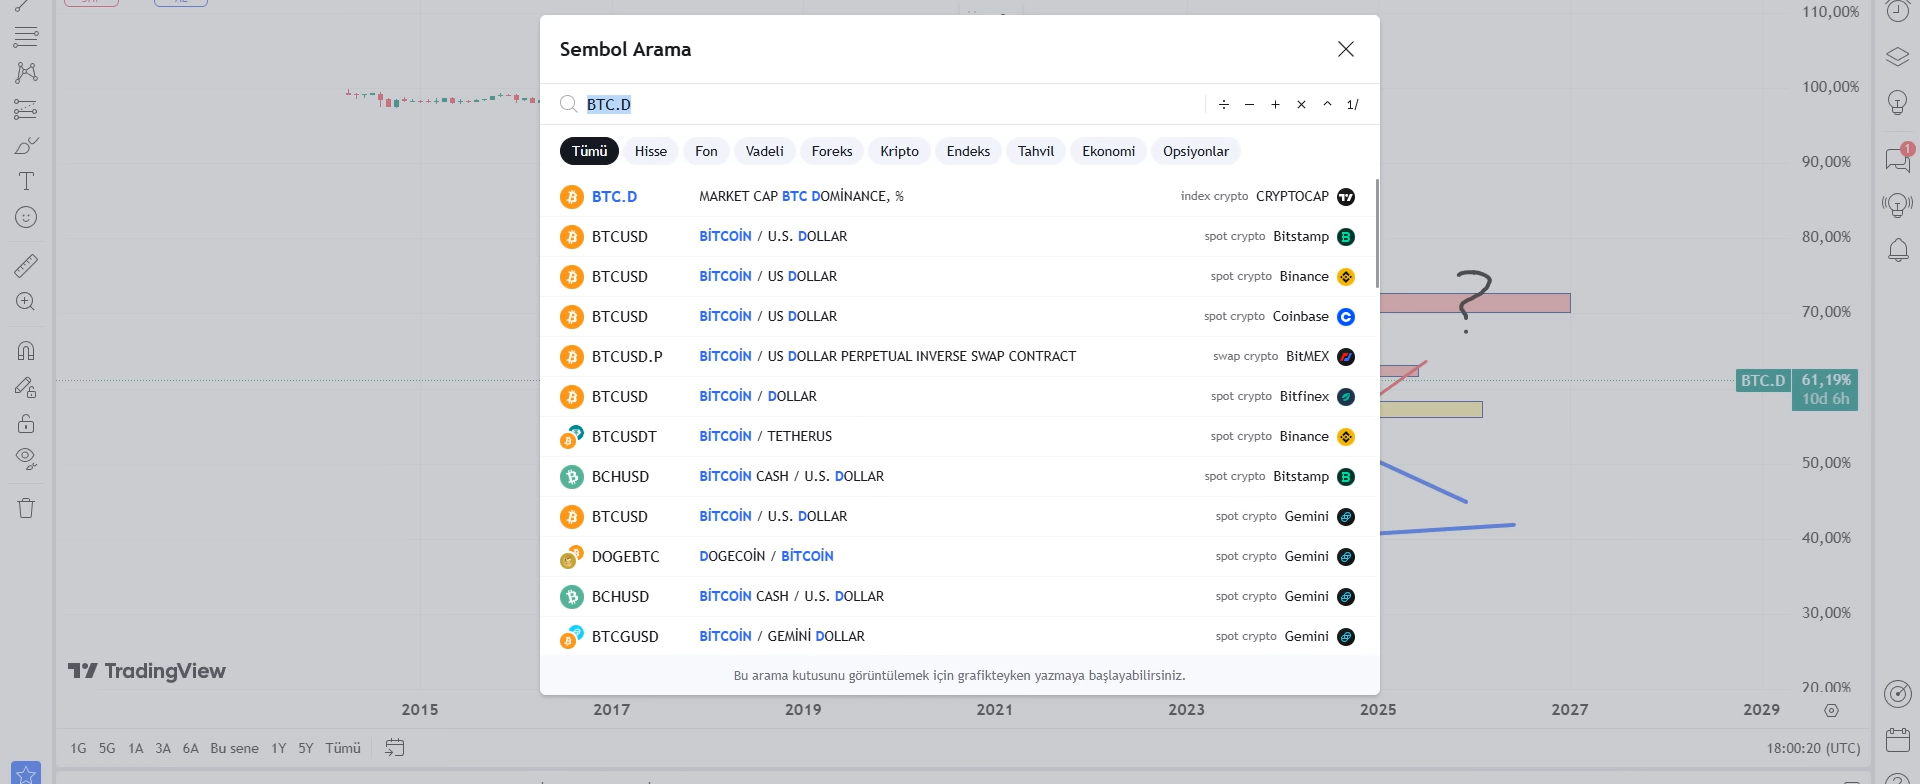 110,00%
Sembol Arama
100,00%
BTC.D
÷ − + × ^ 1/
Tümü Hisse Fon Vadeli Foreks Kripto Endeks Tahvil Ekonomi Opsiyonlar
1
90,00%
BTC.D MARKET CAP BTC DOMİNANCE, % index crypto CRYPTOCAP
BTCUSD BİTCOİN / U.S. DOLLAR spot crypto Bitstamp
80,00%
BTCUSD BİTCOİN / US DOLLAR spot crypto Binance
?
BTCUSD BİTCOİN / US DOLLAR spot crypto Coinbase
70,00%
BTCUSD.P BİTCOİN / US DOLLAR PERPETUAL INVERSE SWAP CONTRACT swap crypto BitMEX
BTC.D 61,19%
10d 6h
BTCUSD BİTCOİN / DOLLAR spot crypto Bitfinex
BTCUSDT BİTCOİN / TETHERUS spot crypto Binance
50,00%
BCHUSD BİTCOİN CASH / U.S. DOLLAR spot crypto Bitstamp
BTCUSD BİTCOİN / U.S. DOLLAR spot crypto Gemini
40,00%
DOGEBTC DOGECOİN / BİTCOİN spot crypto Gemini
BCHUSD BİTCOİN CASH / U.S. DOLLAR spot crypto Gemini
30,00%
BTCGUSD BİTCOİN / GEMİNİ DOLLAR spot crypto Gemini
TradingView
Bu arama kutusunu görüntülemek için grafikteyken yazmaya başlayabilirsiniz.
20,00%
2015 2017 2019 2021 2023 2025 2027 2029
1G 5G 1A 3A 6A Bu sene 1Y 5Y Tümü 18:00:20 (UTC)